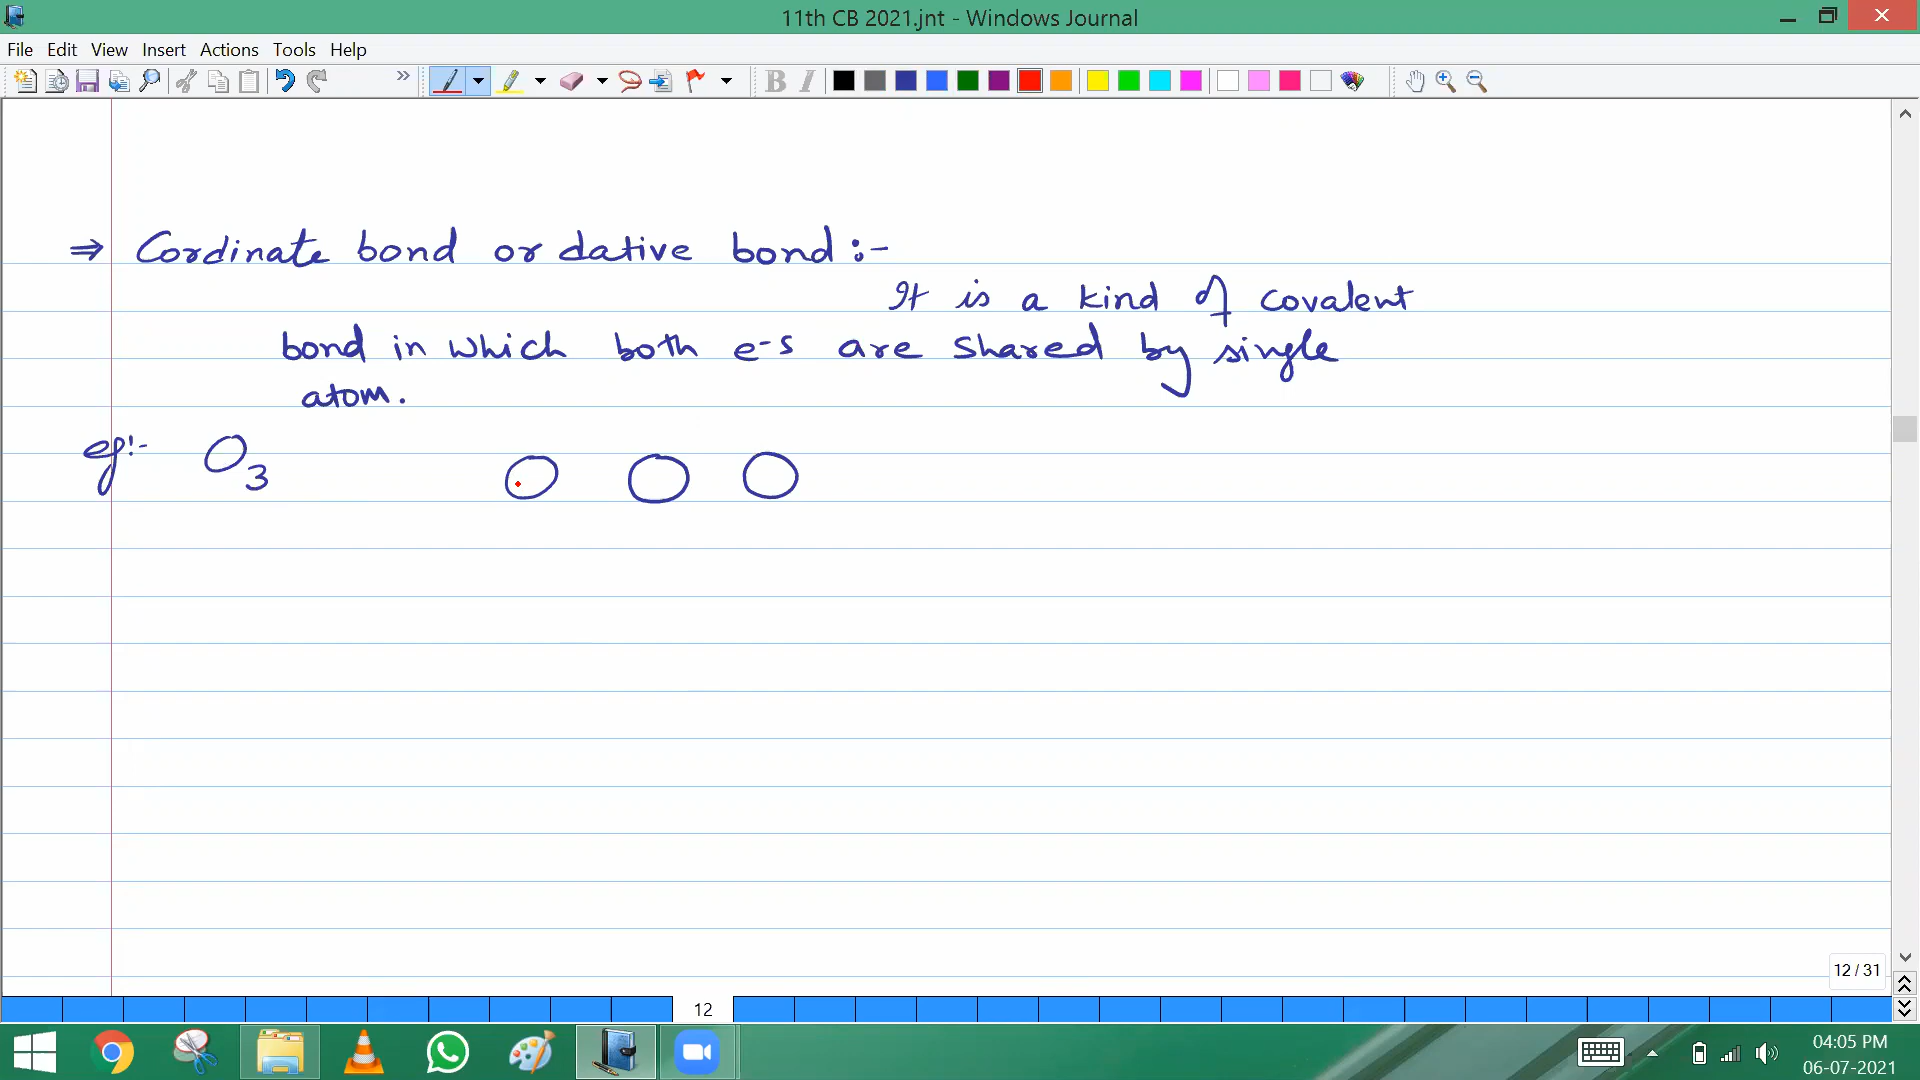 11th CB 2021.jnt - Windows Journal
File Edit View Insert Actions Tools Help
B I
⇒ Cordinate bond or dative bond :-
It is a kind of covalent
bond in which both e-s are shared by single
atom.
eg:- O3 O O O
12 / 31
12
04:05 PM
06-07-2021